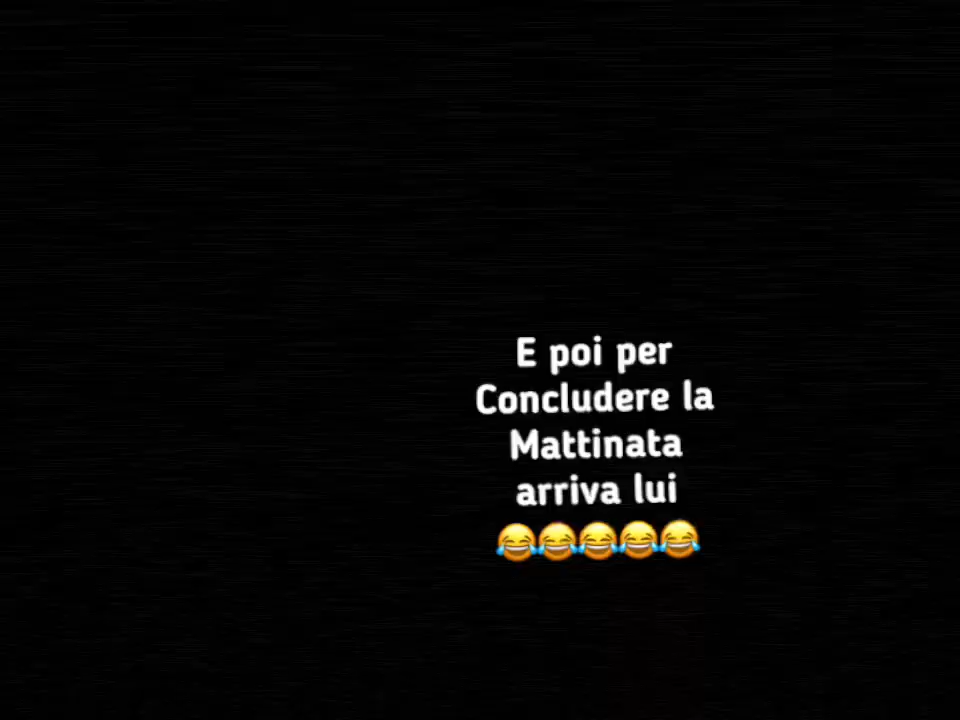 E poi per
Concludere la
Mattinata
arriva lui
😂😂😂😂😂